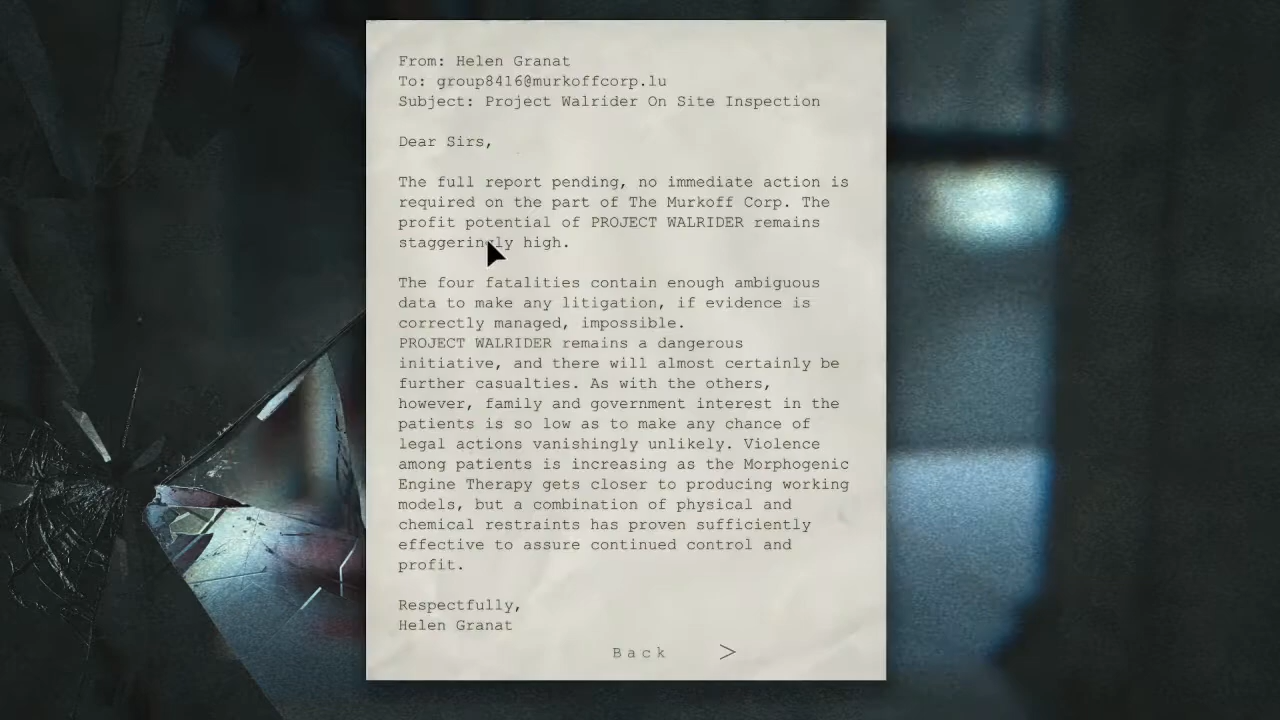 From: Helen Granat
To: group8416@murkoffcorp.lu
Subject: Project Walrider On Site Inspection
Dear Sirs,
The full report pending, no immediate action is
required on the part of The Murkoff Corp. The
profit potential of PROJECT WALRIDER remains
staggeringly high.
The four fatalities contain enough ambiguous
data to make any litigation, if evidence is
correctly managed, impossible.
PROJECT WALRIDER remains a dangerous
initiative, and there will almost certainly be
further casualties. As with the others,
however, family and government interest in the
patients is so low as to make any chance of
legal actions vanishingly unlikely. Violence
among patients is increasing as the Morphogenic
Engine Therapy gets closer to producing working
models, but a combination of physical and
chemical restraints has proven sufficiently
effective to assure continued control and
profit.
Respectfully,
Helen Granat
Back >